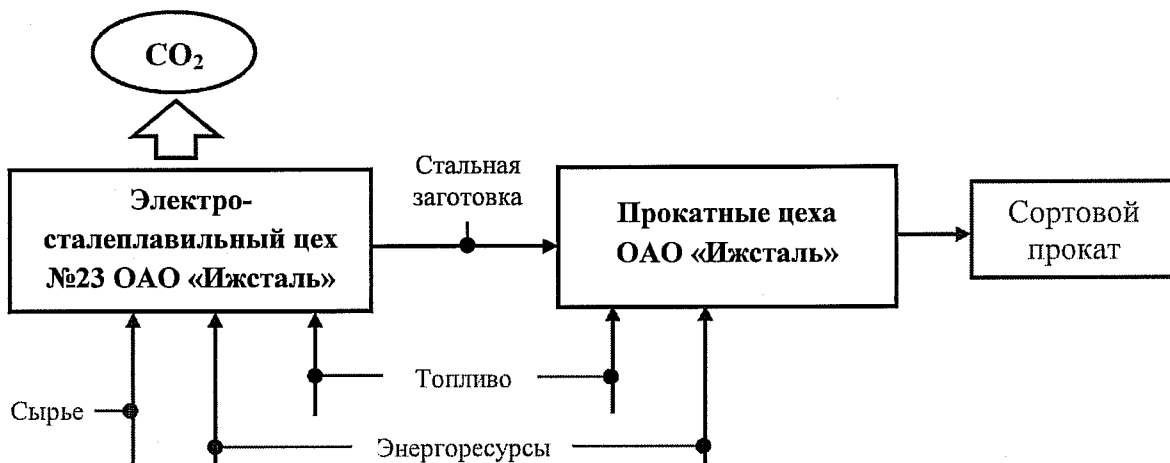 CO₂
Стальная
заготовка
Электро-
сталеплавильный цех
№23 ОАО «Ижсталь»
Прокатные цеха
ОАО «Ижсталь»
Сортовой
прокат
Топливо
Сырье
Энергоресурсы